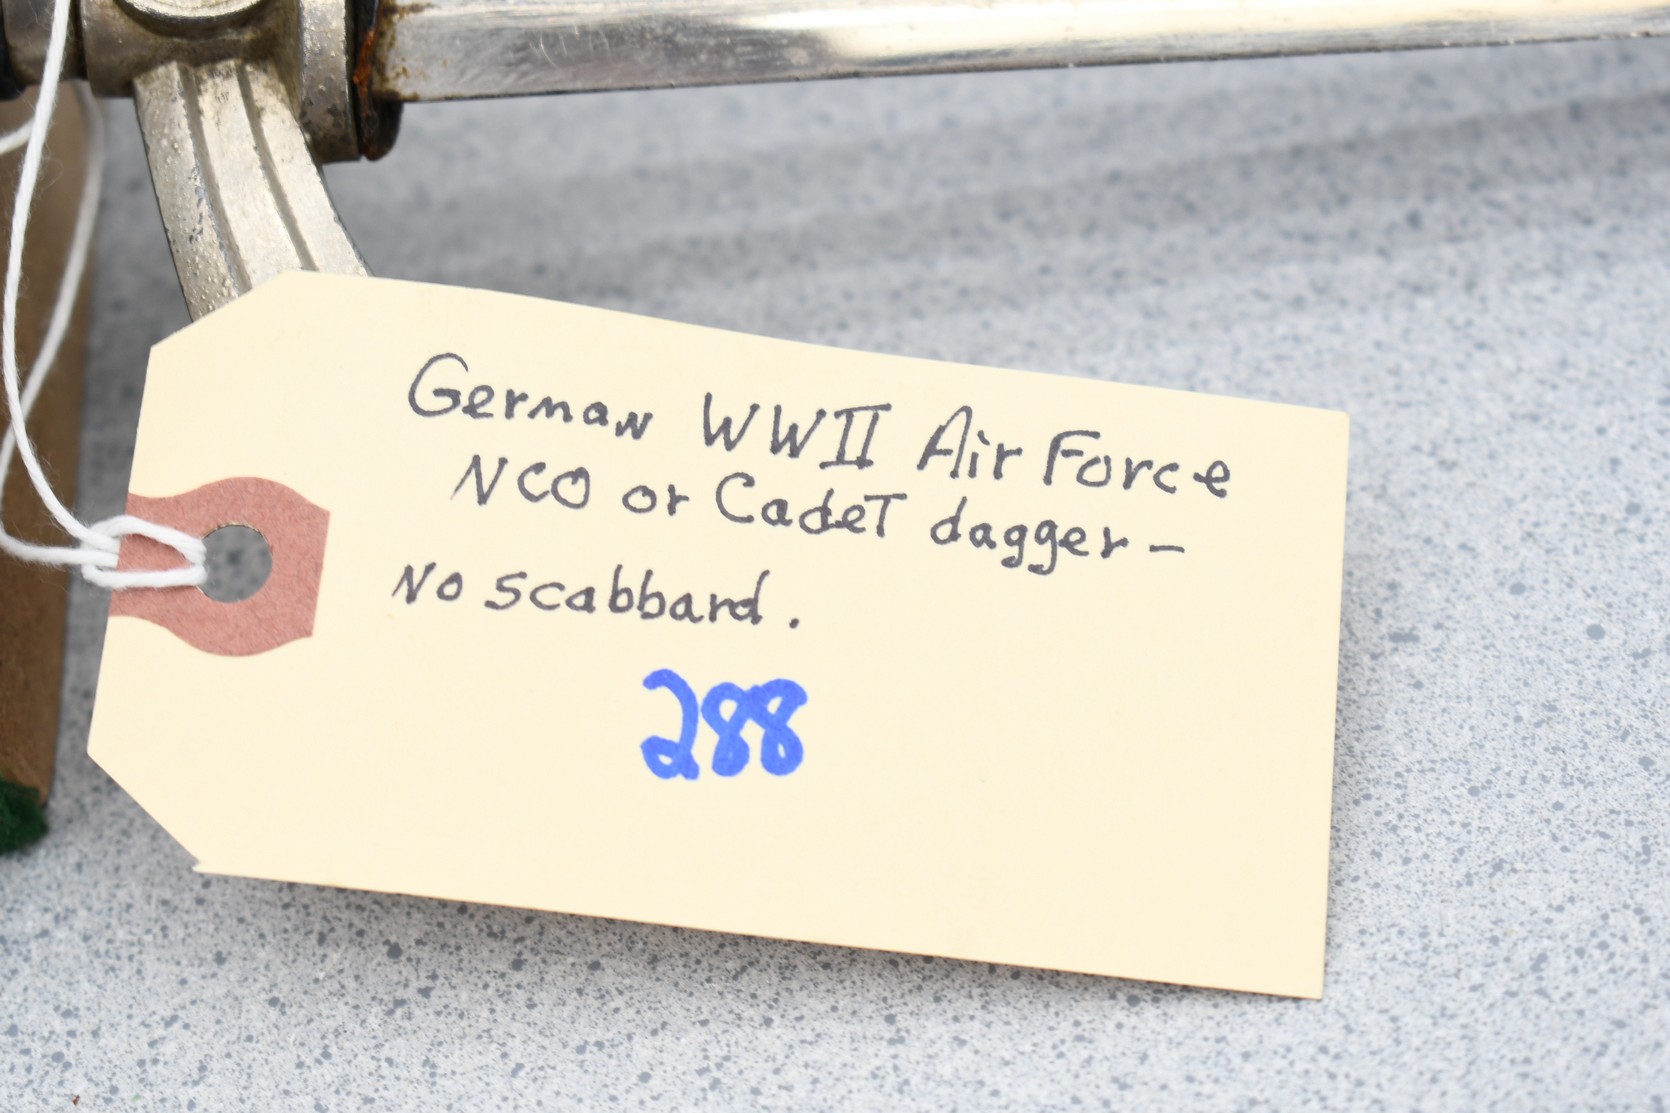 German WWII Air Force
NCO or Cadet dagger -
No scabbard.
288